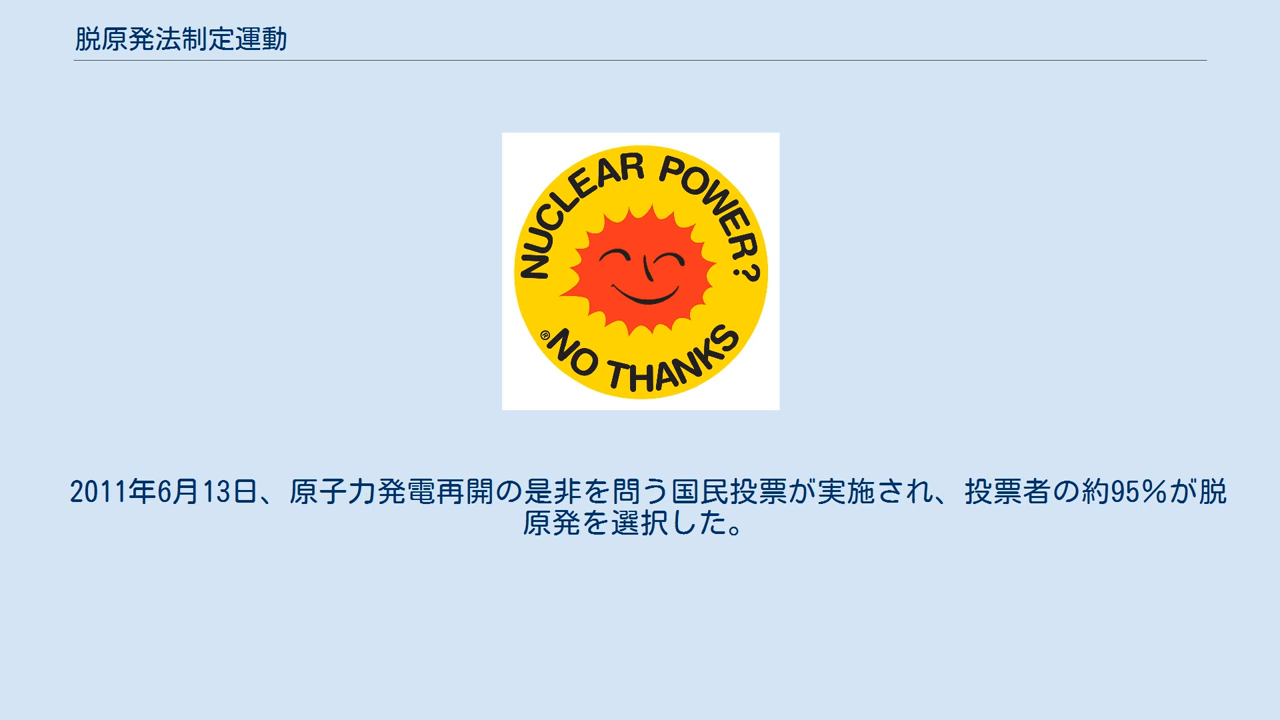 脱原発法制定運動
NUCLEAR POWER?
®NO THANKS
2011年6月13日、原子力発電再開の是非を問う国民投票が実施され、投票者の約95％が脱
原発を選択した。